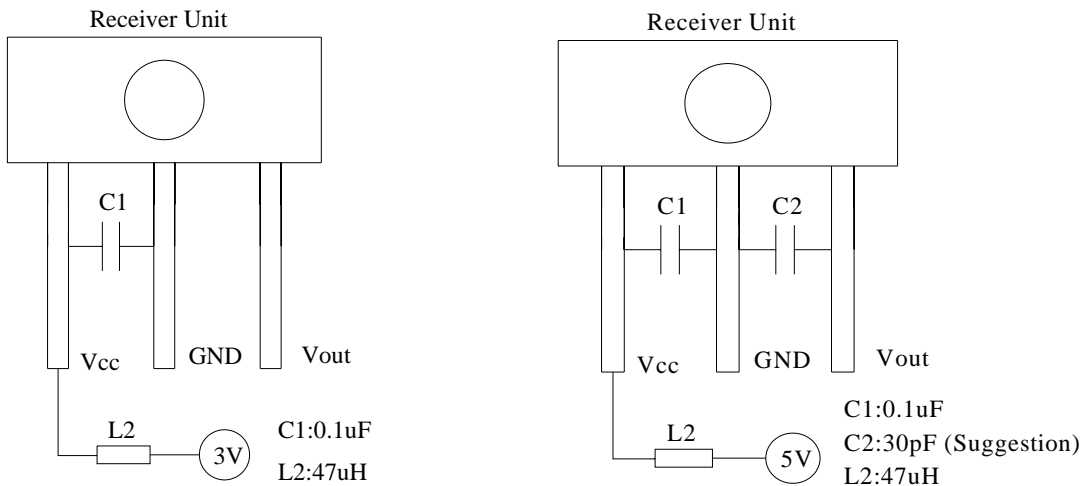 Receiver Unit
C1
Vcc
GND
Vout
L2
3V
C1:0.1uF
L2:47uH
Receiver Unit
C1
C2
Vcc
GND
Vout
L2
5V
C1:0.1uF
C2:30pF (Suggestion)
L2:47uH